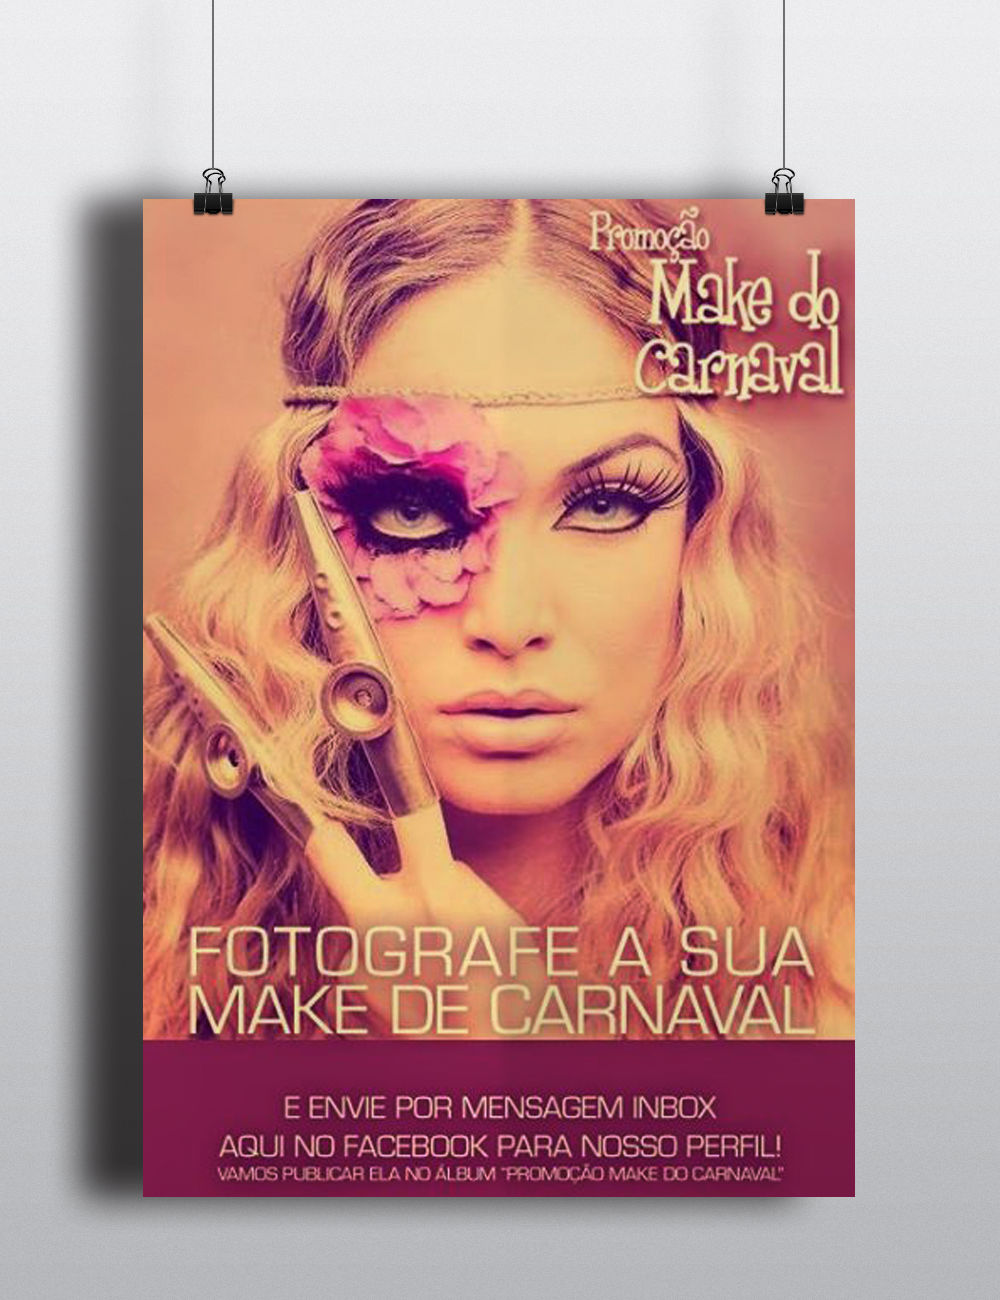 Promoção
Make do
Carnaval
FOTOGRAFE A SUA
MAKE DE CARNAVAL
E ENVIE POR MENSAGEM INBOX
AQUI NO FACEBOOK PARA NOSSO PERFIL!
VAMOS PUBLICAR ELA NO ÁLBUM "PROMOÇÃO MAKE DO CARNAVAL"